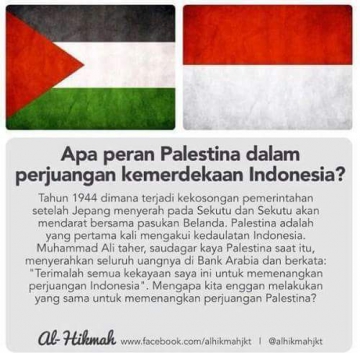 Apa peran Palestina dalam
perjuangan kemerdekaan Indonesia?
Tahun 1944 dimana terjadi kekosongan pemerintahan
setelah Jepang menyerah pada Sekutu dan Sekutu akan
mendarat bersama pasukan Belanda. Palestina adalah
yang pertama kali mengakui kedaulatan Indonesia.
Muhammad Ali taher, saudagar kaya Palestina saat itu,
menyerahkan seluruh uangnya di Bank Arabia dan berkata:
"Terimalah semua kekayaan saya ini untuk memenangkan
perjuangan Indonesia". Mengapa kita enggan melakukan
yang sama untuk memenangkan perjuangan Palestina?
Al-Hikmah www.facebook.com/alhikmahjkt | @alhikmahjkt